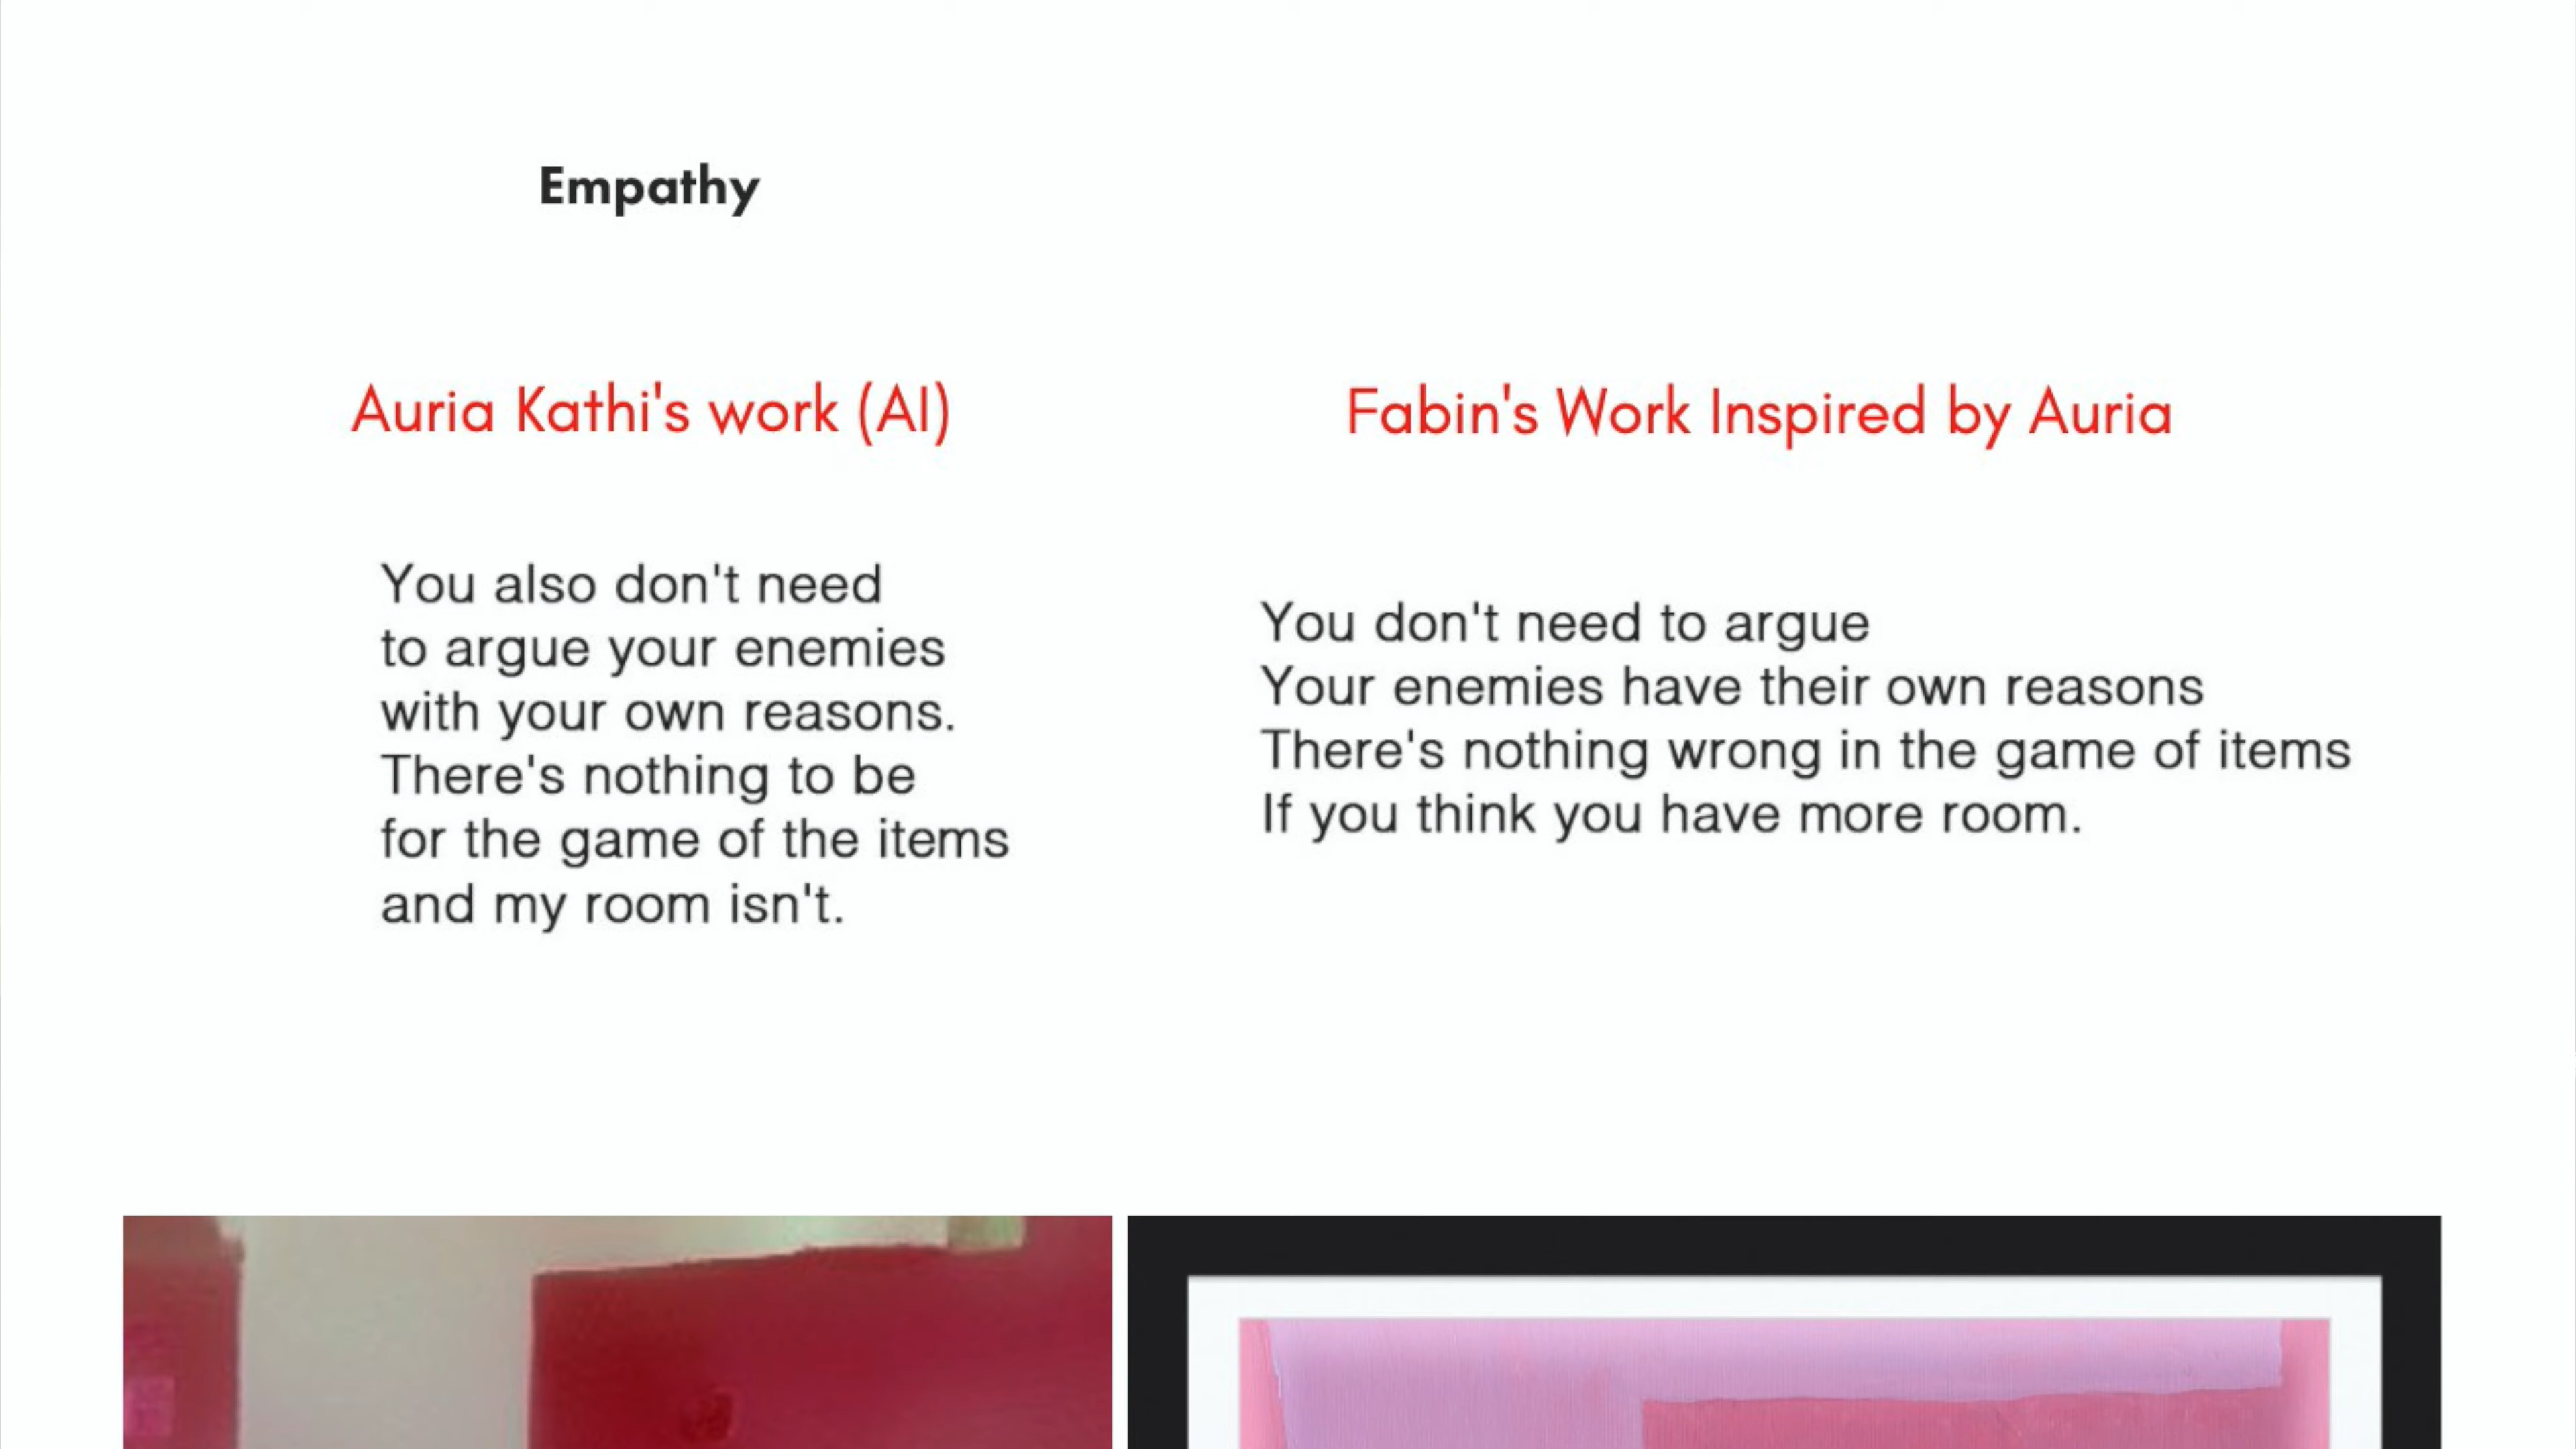 Empathy
Auria Kathi's work (AI)
You also don't need
to argue your enemies
with your own reasons.
There's nothing to be
for the game of the items
and my room isn't.
Fabin's Work Inspired by Auria
You don't need to argue
Your enemies have their own reasons
There's nothing wrong in the game of items
If you think you have more room.